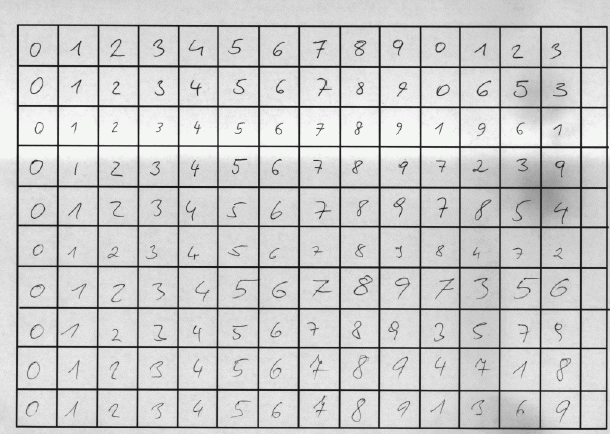 0 1 2 3 4 5 6 7 8 9 0 1 2 3
0 1 2 3 4 5 6 7 8 9 0 6 5 3
0 1 2 3 4 5 6 7 8 9 1 9 6 1
0 1 2 3 4 5 6 7 8 9 7 2 3 9
0 1 2 3 4 5 6 7 8 9 7 8 5 4
0 1 2 3 4 5 6 7 8 9 8 4 7 2
0 1 2 3 4 5 6 7 8 9 7 3 5 6
0 1 2 3 4 5 6 7 8 9 3 5 7 9
0 1 2 3 4 5 6 7 8 9 4 7 1 8
0 1 2 3 4 5 6 7 8 9 1 3 6 9